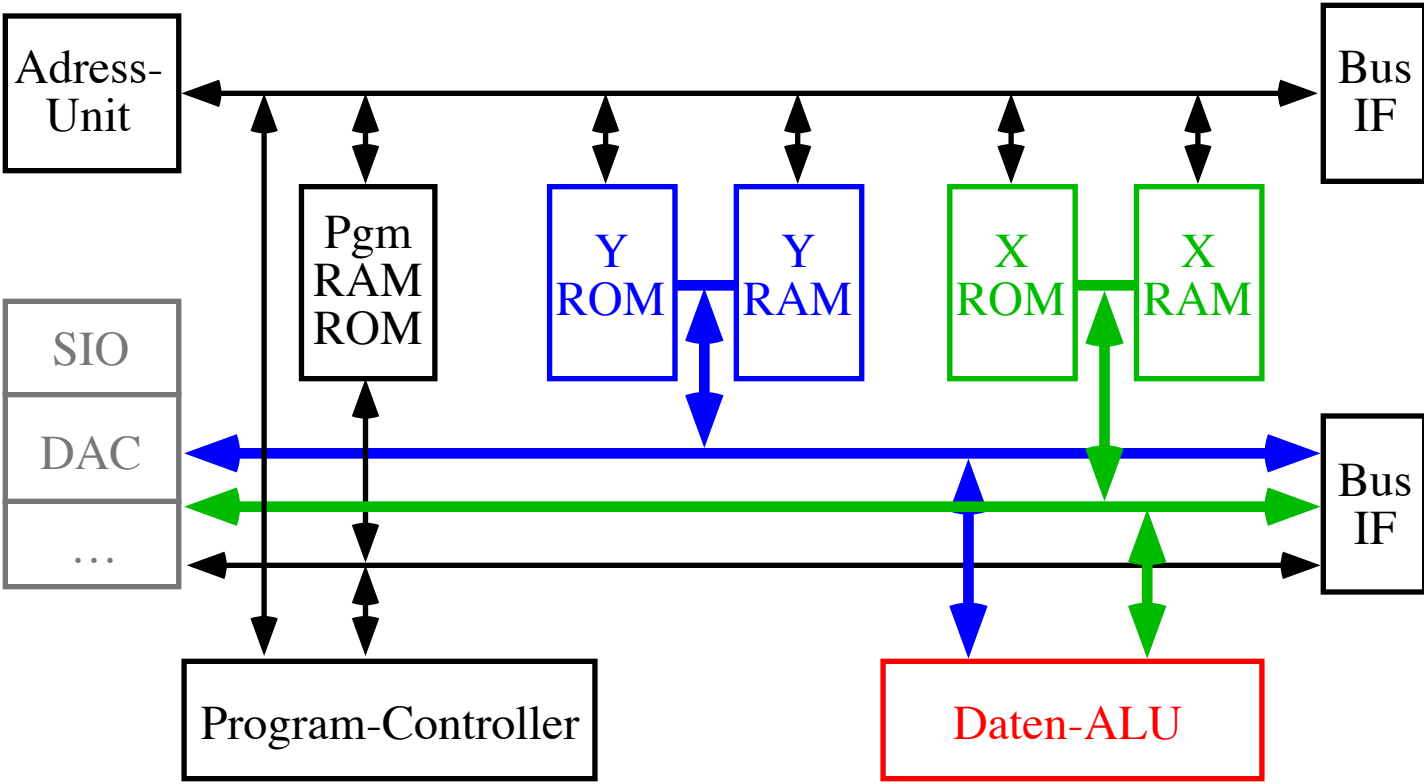 Adress-
Unit
Bus
IF
Pgm
RAM
ROM
Y
ROM
Y
RAM
X
ROM
X
RAM
SIO
DAC
…
Bus
IF
Program-Controller
Daten-ALU